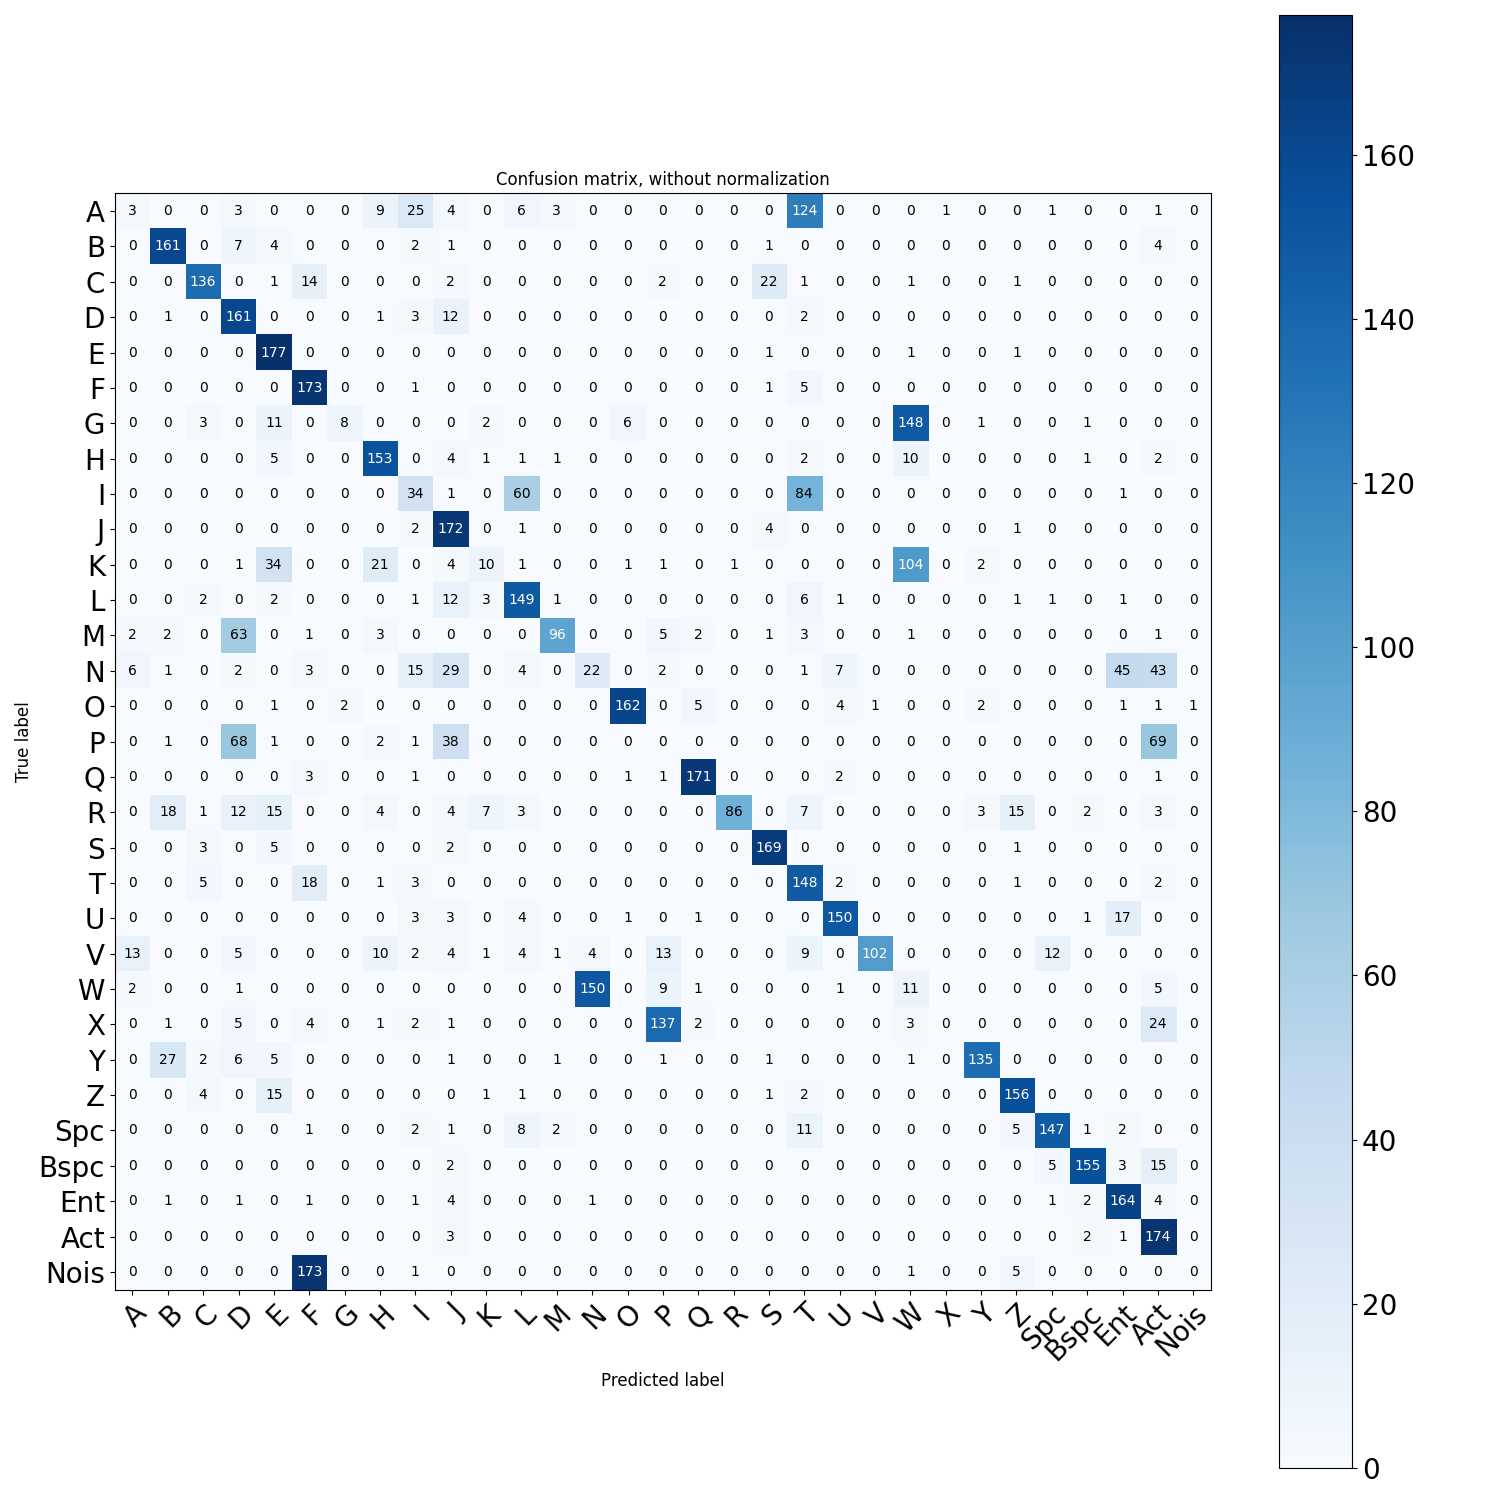 Confusion matrix, without normalization
A 3 0 0 3 0 0 0 9 25 4 0 6 3 0 0 0 0 0 0 124 0 0 0 1 0 0 1 0 0 1 0
B 0 161 0 7 4 0 0 0 2 1 0 0 0 0 0 0 0 0 1 0 0 0 0 0 0 0 0 0 0 4 0
C 0 0 136 0 1 14 0 0 0 2 0 0 0 0 0 2 0 0 22 1 0 0 1 0 0 1 0 0 0 0 0
D 0 1 0 161 0 0 0 1 3 12 0 0 0 0 0 0 0 0 0 2 0 0 0 0 0 0 0 0 0 0 0
E 0 0 0 0 177 0 0 0 0 0 0 0 0 0 0 0 0 0 1 0 0 0 1 0 0 1 0 0 0 0 0
F 0 0 0 0 0 173 0 0 1 0 0 0 0 0 0 0 0 0 1 5 0 0 0 0 0 0 0 0 0 0 0
G 0 0 3 0 11 0 8 0 0 0 2 0 0 0 6 0 0 0 0 0 0 0 148 0 1 0 0 1 0 0 0
H 0 0 0 0 5 0 0 153 0 4 1 1 1 0 0 0 0 0 0 2 0 0 10 0 0 0 0 1 0 2 0
I 0 0 0 0 0 0 0 0 34 1 0 60 0 0 0 0 0 0 0 84 0 0 0 0 0 0 0 0 1 0 0
J 0 0 0 0 0 0 0 0 2 172 0 1 0 0 0 0 0 0 4 0 0 0 0 0 0 1 0 0 0 0 0
K 0 0 0 1 34 0 0 21 0 4 10 1 0 0 1 1 0 1 0 0 0 0 104 0 2 0 0 0 0 0 0
L 0 0 2 0 2 0 0 0 1 12 3 149 1 0 0 0 0 0 0 6 1 0 0 0 0 1 1 0 1 0 0
M 2 2 0 63 0 1 0 3 0 0 0 0 96 0 0 5 2 0 1 3 0 0 1 0 0 0 0 0 0 1 0
N 6 1 0 2 0 3 0 0 15 29 0 4 0 22 0 2 0 0 0 1 7 0 0 0 0 0 0 0 45 43 0
O 0 0 0 0 1 0 2 0 0 0 0 0 0 0 162 0 5 0 0 0 4 1 0 0 2 0 0 0 1 1 1
P 0 1 0 68 1 0 0 2 1 38 0 0 0 0 0 0 0 0 0 0 0 0 0 0 0 0 0 0 0 69 0
Q 0 0 0 0 0 3 0 0 1 0 0 0 0 0 1 1 171 0 0 0 2 0 0 0 0 0 0 0 0 1 0
R 0 18 1 12 15 0 0 4 0 4 7 3 0 0 0 0 0 86 0 7 0 0 0 0 3 15 0 2 0 3 0
S 0 0 3 0 5 0 0 0 0 2 0 0 0 0 0 0 0 0 169 0 0 0 0 0 0 1 0 0 0 0 0
T 0 0 5 0 0 18 0 1 3 0 0 0 0 0 0 0 0 0 0 148 2 0 0 0 0 1 0 0 0 2 0
U 0 0 0 0 0 0 0 0 3 3 0 4 0 0 1 0 1 0 0 0 150 0 0 0 0 0 0 1 17 0 0
V 13 0 0 5 0 0 0 10 2 4 1 4 1 4 0 13 0 0 0 9 0 102 0 0 0 0 12 0 0 0 0
W 2 0 0 1 0 0 0 0 0 0 0 0 0 150 0 9 1 0 0 0 1 0 11 0 0 0 0 0 0 5 0
X 0 1 0 5 0 4 0 1 2 1 0 0 0 0 0 137 2 0 0 0 0 0 3 0 0 0 0 0 0 24 0
Y 0 27 2 6 5 0 0 0 0 1 0 0 1 0 0 1 0 0 1 0 0 0 1 0 135 0 0 0 0 0 0
Z 0 0 4 0 15 0 0 0 0 0 1 1 0 0 0 0 0 0 1 2 0 0 0 0 0 156 0 0 0 0 0
Spc 0 0 0 0 0 1 0 0 2 1 0 8 2 0 0 0 0 0 0 11 0 0 0 0 0 5 147 1 2 0 0
Bspc 0 0 0 0 0 0 0 0 0 2 0 0 0 0 0 0 0 0 0 0 0 0 0 0 0 0 5 155 3 15 0
Ent 0 1 0 1 0 1 0 0 1 4 0 0 0 1 0 0 0 0 0 0 0 0 0 0 0 0 1 2 164 4 0
Act 0 0 0 0 0 0 0 0 0 3 0 0 0 0 0 0 0 0 0 0 0 0 0 0 0 0 0 2 1 174 0
Nois 0 0 0 0 0 173 0 0 1 0 0 0 0 0 0 0 0 0 0 0 0 0 1 0 0 5 0 0 0 0 0
A B C D E F G H I J K L M N O P Q R S T U V W X Y Z Spc Bspc Ent Act Nois
Predicted label
True label
160
140
120
100
80
60
40
20
0